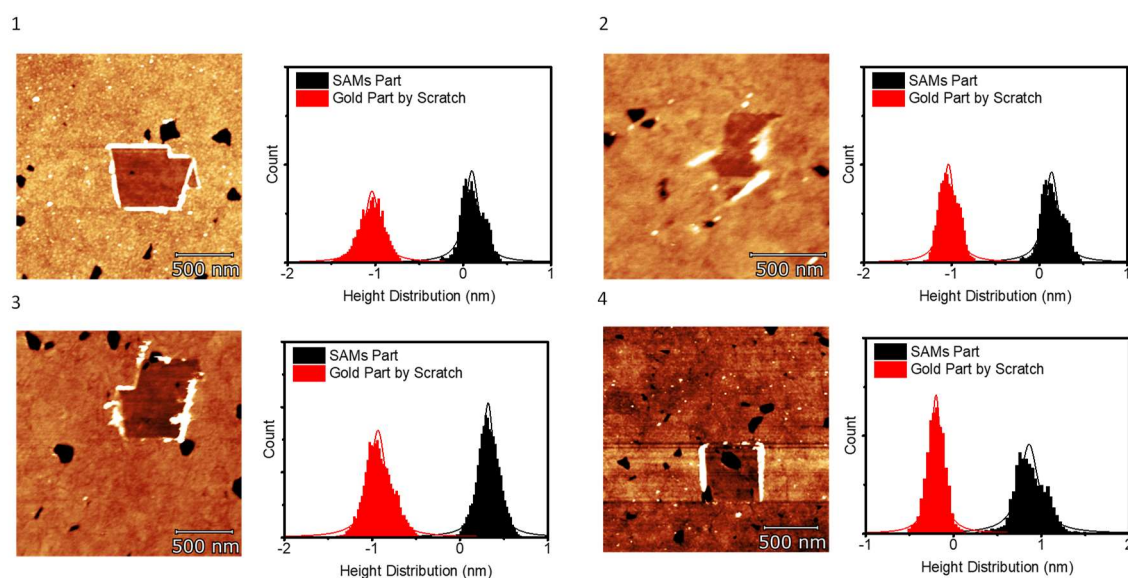 1
SAMs Part
Gold Part by Scratch
Count
500 nm
-2 -1 0 1
Height Distribution (nm)
2
SAMs Part
Gold Part by Scratch
Count
500 nm
-2 -1 0 1
Height Distribution (nm)
3
SAMs Part
Gold Part by Scratch
Count
500 nm
-2 -1 0 1
Height Distribution (nm)
4
SAMs Part
Gold Part by Scratch
Count
500 nm
-1 0 1 2
Height Distribution (nm)